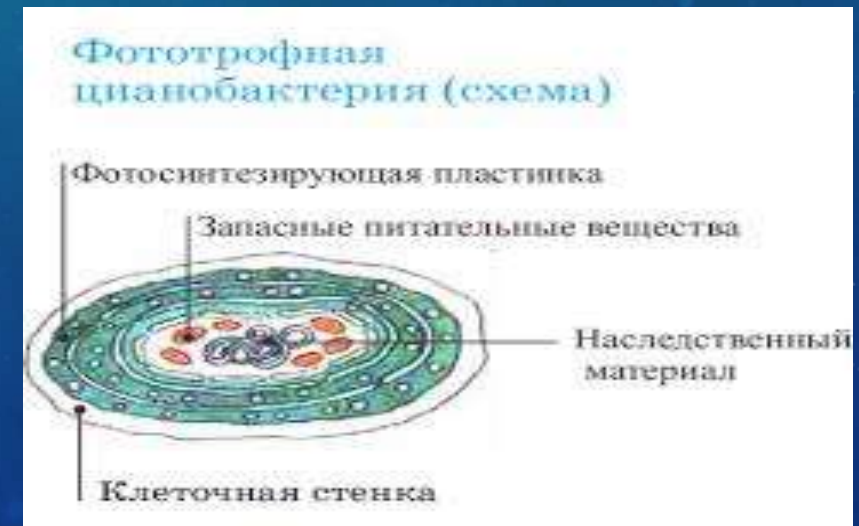 Фототрофная
цианобактерия (схема)
Фотосинтезирующая пластинка
Запасные питательные вещества
Наследственный
материал
Клеточная стенка